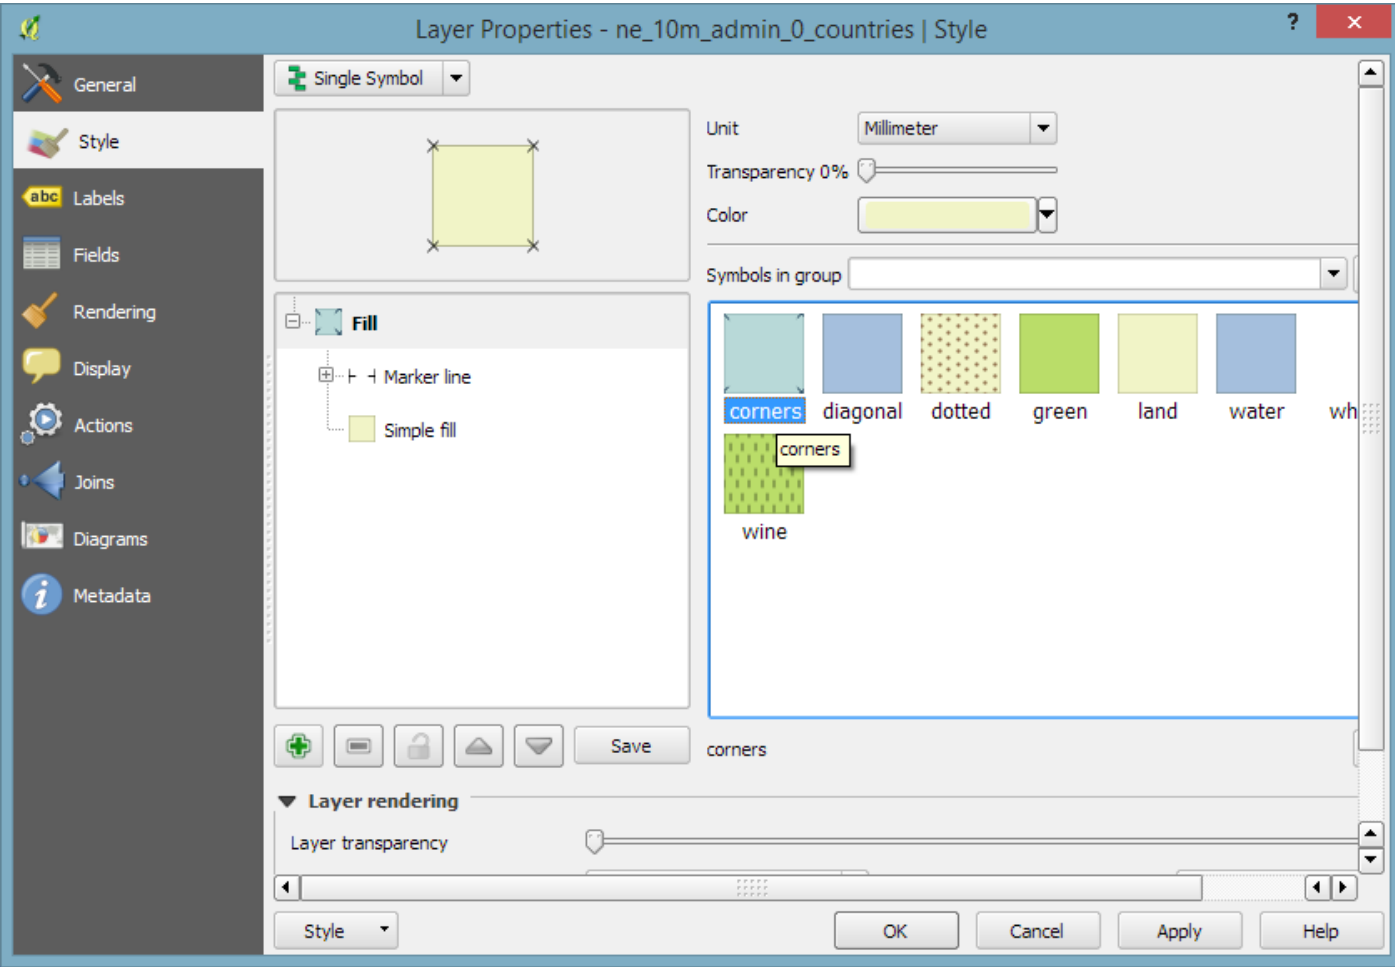 Layer Properties - ne_10m_admin_0_countries | Style
?
General
Style
abc Labels
Fields
Rendering
Display
Actions
Joins
Diagrams
Metadata
Single Symbol
Unit Millimeter
Transparency 0%
Color
Symbols in group
Fill
Marker line
Simple fill
corners diagonal dotted green land water wh
corners
wine
Save
corners
Layer rendering
Layer transparency
Style OK Cancel Apply Help